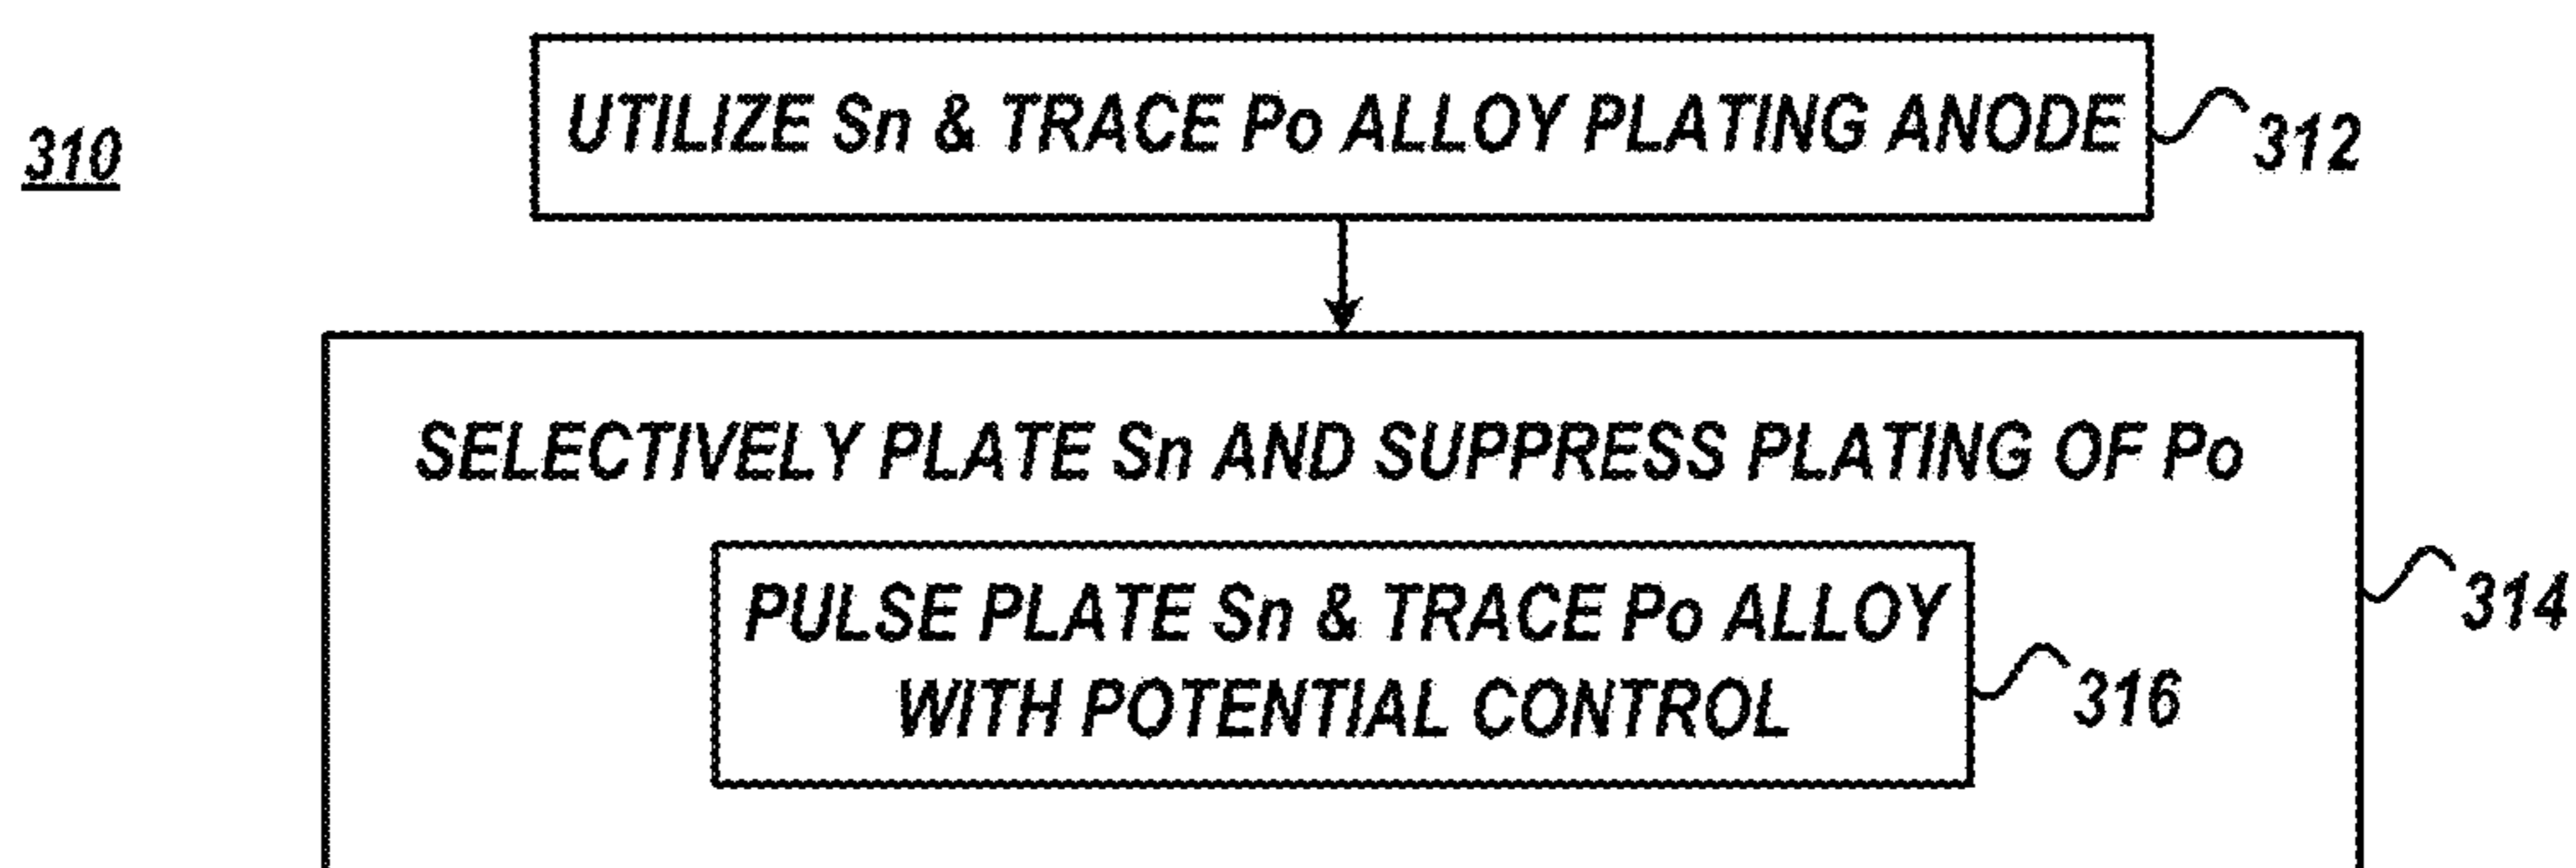 310
UTILIZE Sn & TRACE Po ALLOY PLATING ANODE
312
SELECTIVELY PLATE Sn AND SUPPRESS PLATING OF Po
314
PULSE PLATE Sn & TRACE Po ALLOY
WITH POTENTIAL CONTROL
316